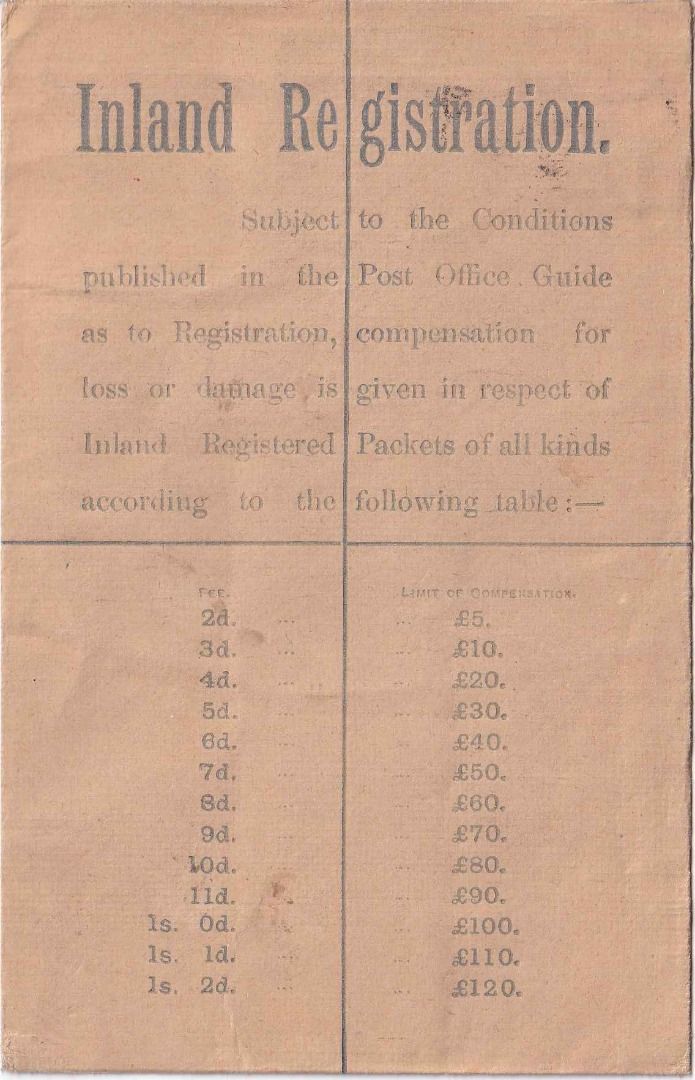 Inland Registration.
Subject to the Conditions
published in the Post Office Guide
as to Registration, compensation for
loss or damage is given in respect of
Inland Registered Packets of all kinds
according to the following table :—
FEE. LIMIT OF COMPENSATION.
2d. ... ... £5.
3d. ... ... £10.
4d. ... ... £20.
5d. ... ... £30.
6d. ... ... £40.
7d. ... ... £50.
8d. ... ... £60.
9d. ... ... £70.
10d. ... ... £80.
11d. ... ... £90.
1s. 0d. ... ... £100.
1s. 1d. ... ... £110.
1s. 2d. ... ... £120.